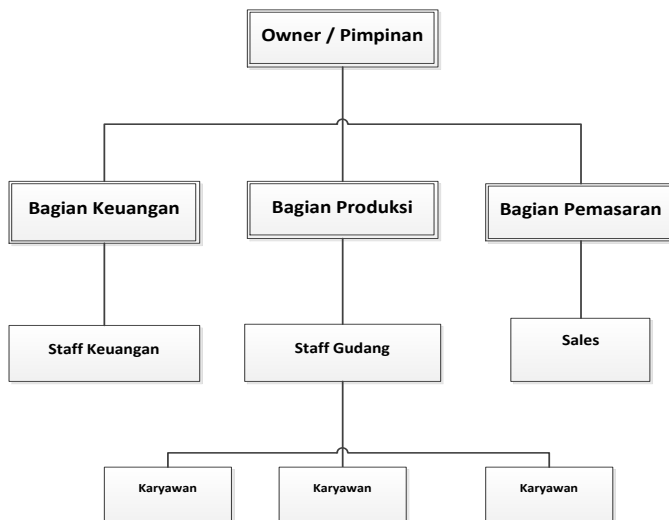 Owner / Pimpinan
Bagian Keuangan
Bagian Produksi
Bagian Pemasaran
Staff Keuangan
Staff Gudang
Sales
Karyawan
Karyawan
Karyawan